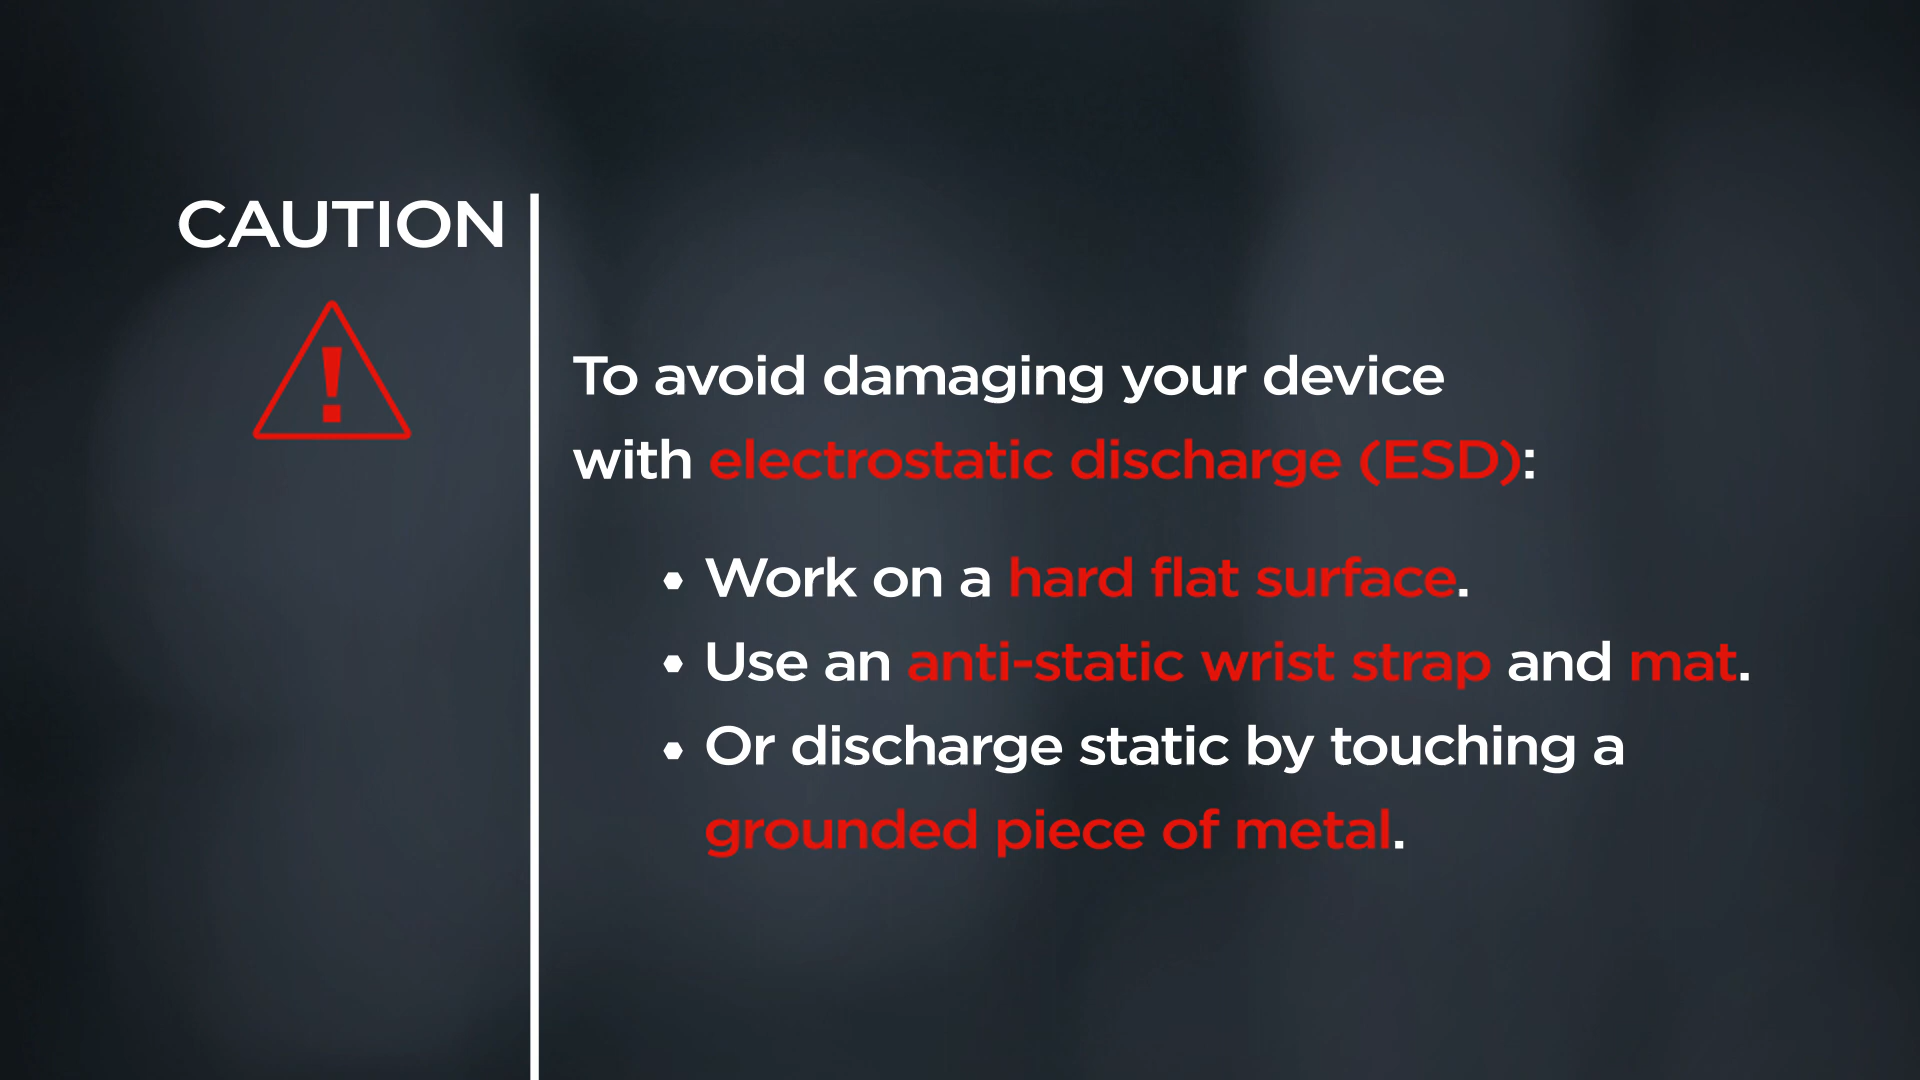 CAUTION
!
To avoid damaging your device
with electrostatic discharge (ESD):
• Work on a hard flat surface.
• Use an anti-static wrist strap and mat.
• Or discharge static by touching a
grounded piece of metal.